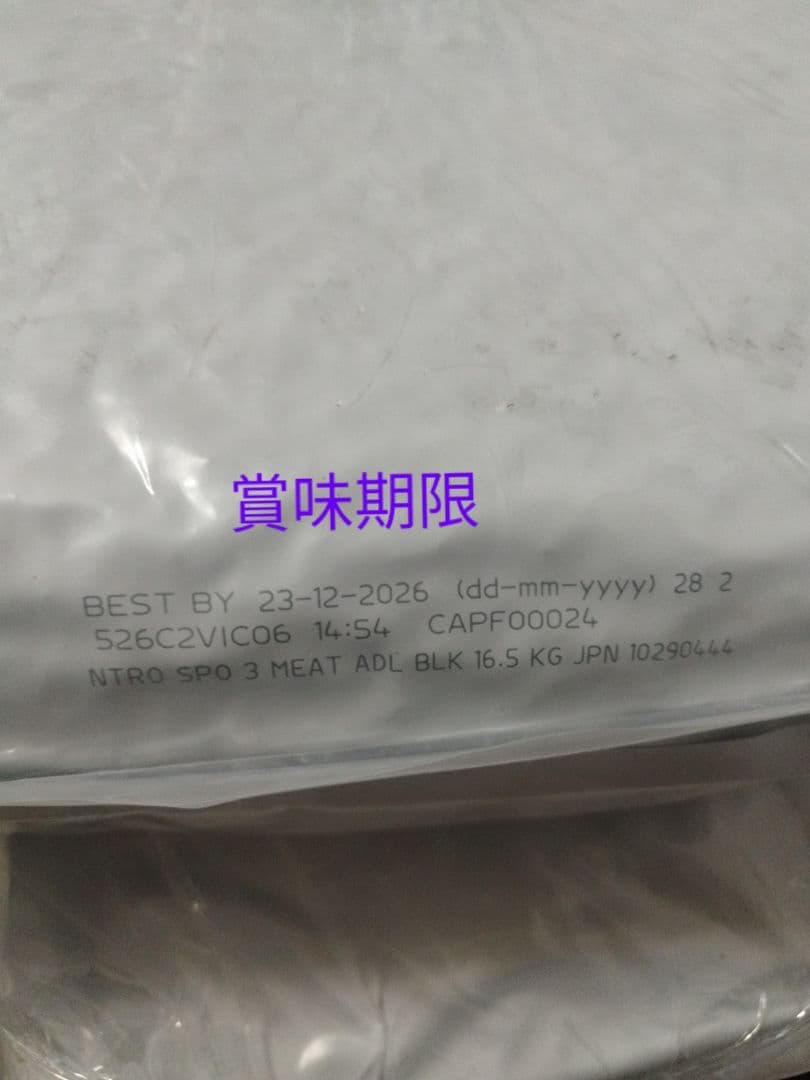 賞味期限
BEST BY 23-12-2026 (dd-mm-yyyy) 28 2
526C2VIC06 14:54 CAPF00024
NTRO SPO 3 MEAT ADL BLK 16.5 KG JPN 10290444